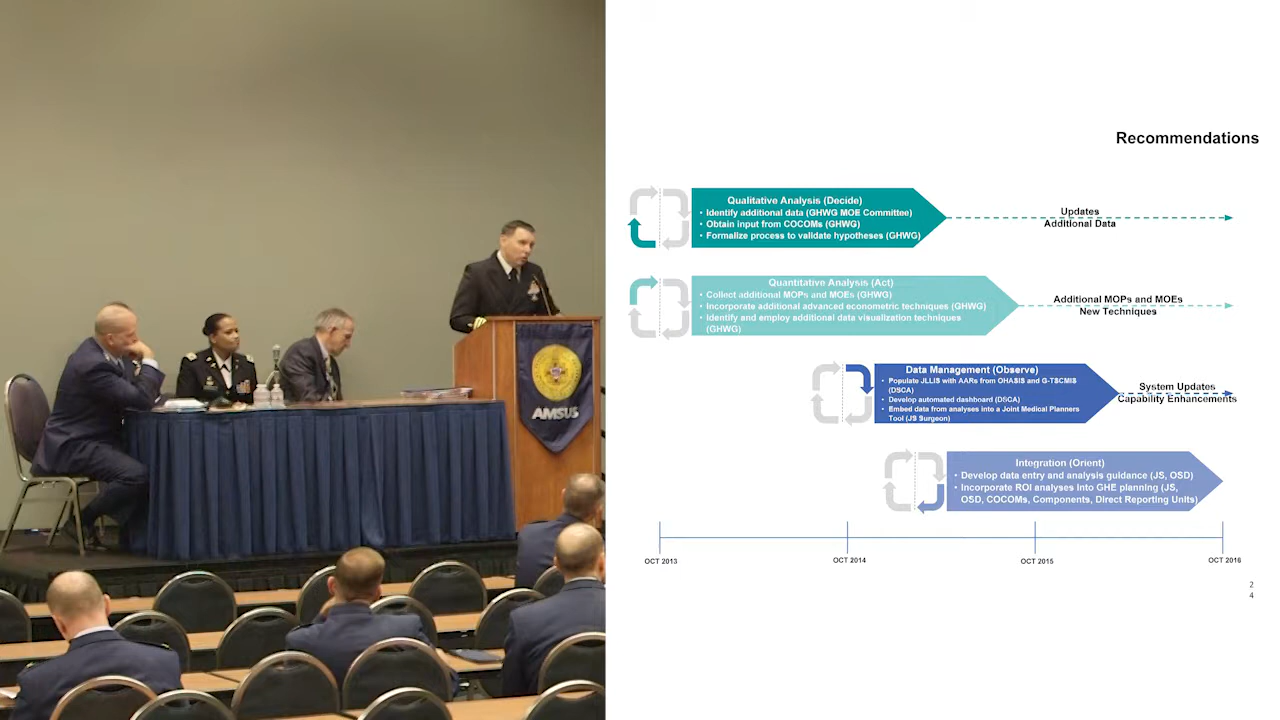 AMSUS
Recommendations
Qualitative Analysis (Decide)
• Identify additional data (GHWG MOE Committee)
• Obtain input from COCOMs (GHWG)
• Formalize process to validate hypotheses (GHWG)
Updates
Additional Data
Quantitative Analysis (Act)
• Collect additional MOPs and MOEs (GHWG)
• Incorporate additional advanced econometric techniques (GHWG)
• Identify and employ additional data visualization techniques
(GHWG)
Additional MOPs and MOEs
New Techniques
Data Management (Observe)
• Populate JLLIS with AARs from OHASIS and G-TSCMIS
(DSCA)
• Develop automated dashboard (DSCA)
• Embed data from analyses into a Joint Medical Planners
Tool (JS Surgeon)
System Updates
Capability Enhancements
Integration (Orient)
• Develop data entry and analysis guidance (JS, OSD)
• Incorporate ROI analyses into GHE planning (JS,
OSD, COCOMs, Components, Direct Reporting Units)
OCT 2013
OCT 2014
OCT 2015
OCT 2016
2
4